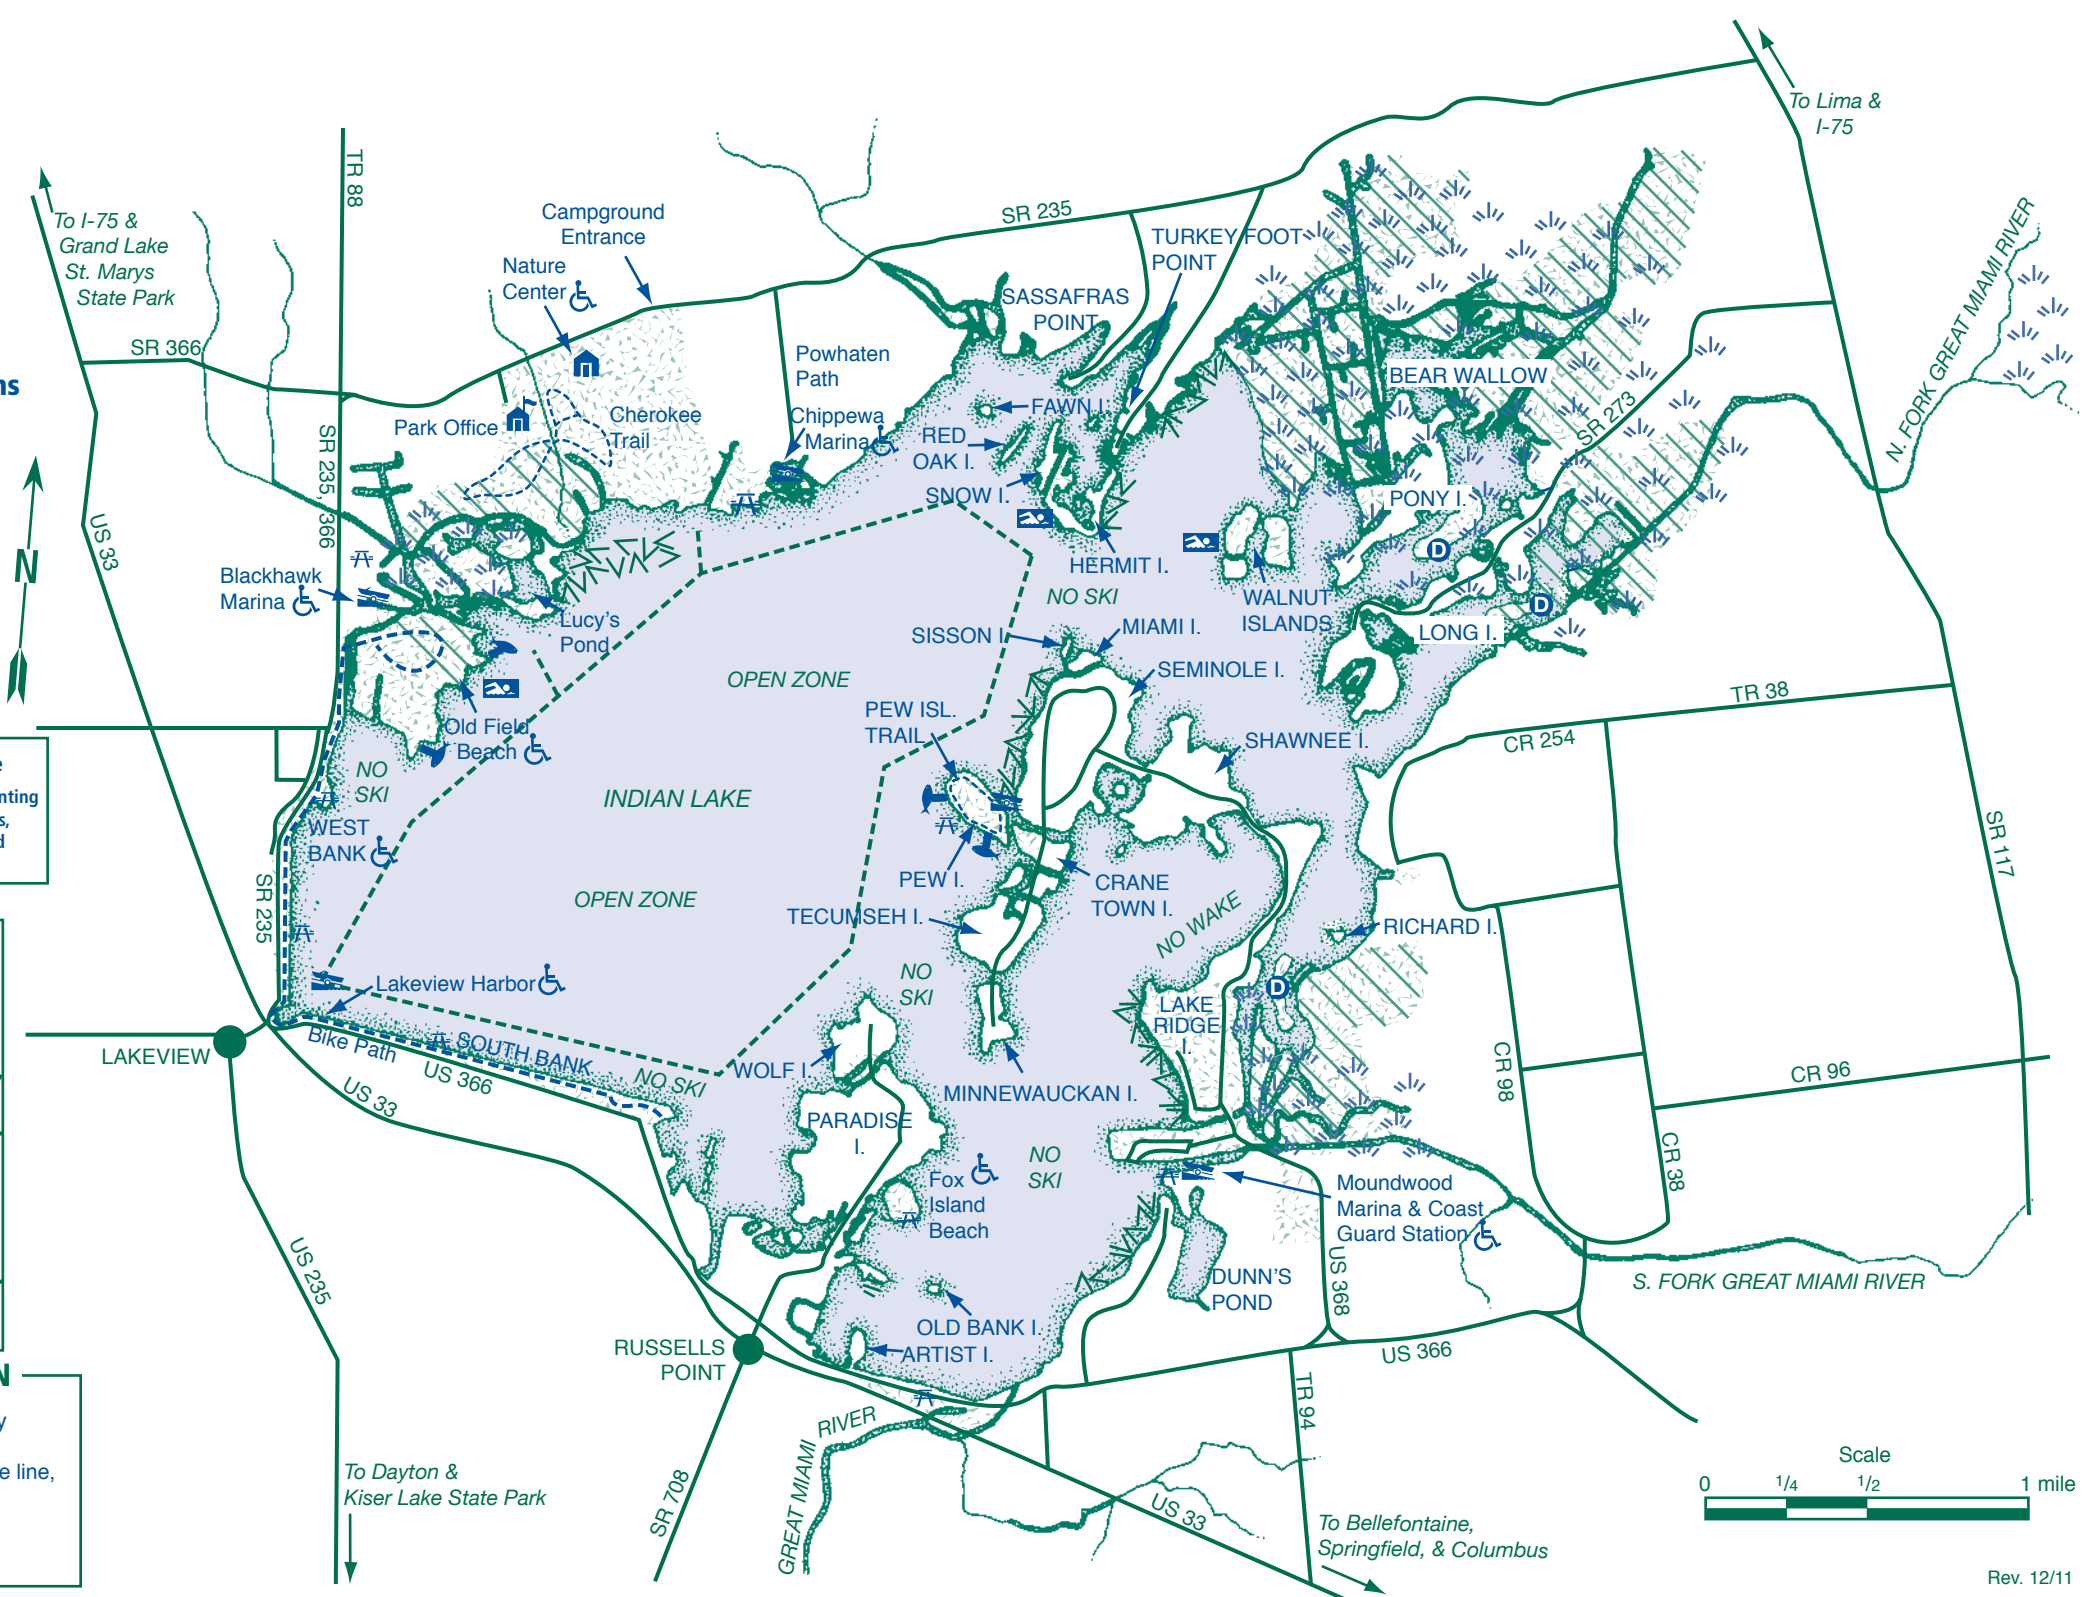 To Lima &
I-75
TR 88
To I-75 &
Grand Lake
St. Marys
State Park
Campground
Entrance
Nature
Center
SR 235
TURKEY FOOT
POINT
SASSAFRAS
POINT
N. FORK GREAT MIAMI RIVER
SR 366
Powhaten
Path
BEAR WALLOW
ns
Park Office
Cherokee
Trail
Chippewa
Marina
FAWN I.
RED
OAK I.
SR 273
SNOW I.
PONY I.
SR 235, 366
US 33
N
HERMIT I.
D
Blackhawk
Marina
NO SKI
WALNUT
ISLANDS
D
Lucy's
Pond
SISSON I.
MIAMI I.
LONG I.
OPEN ZONE
SEMINOLE I.
TR 38
PEW ISL.
TRAIL
Old Field
Beach
SHAWNEE I.
CR 254
NO
SKI
e
nting
s,
d
INDIAN LAKE
WEST
BANK
SR 117
PEW I.
CRANE
TOWN I.
OPEN ZONE
SR 235
TECUMSEH I.
NO WAKE
RICHARD I.
NO
SKI
Lakeview Harbor
D
LAKE
RIDGE
I.
Bike Path
SOUTH BANK
LAKEVIEW
US 366
NO SKI
WOLF I.
US 33
MINNEWAUCKAN I.
CR 98
CR 96
PARADISE
I.
NO
SKI
CR 38
Fox
Island
Beach
Moundwood
Marina & Coast
Guard Station
US 235
DUNN'S
POND
US 368
S. FORK GREAT MIAMI RIVER
OLD BANK I.
RUSSELLS
POINT
ARTIST I.
US 366
N
TR 94
y
GREAT MIAMI RIVER
e line,
To Dayton &
Kiser Lake State Park
SR 708
US 33
To Bellefontaine,
Springfield, & Columbus
Scale
0 1/4 1/2 1 mile
Rev. 12/11